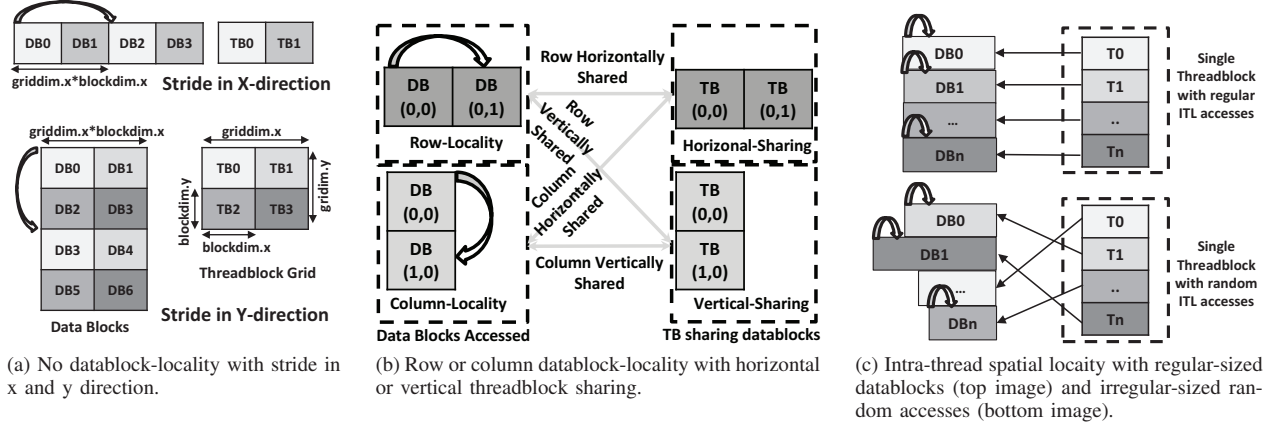 DB0 DB1 DB2 DB3 TB0 TB1
griddim.x*blockdim.x
Stride in X-direction
griddim.x*blockdim.x
griddim.x
DB0 DB1
DB2 DB3
DB3 DB4
DB5 DB6
Data Blocks
TB0 TB1
TB2 TB3
gridim.y
blockdim.y
blockdim.x
Threadblock Grid
Stride in Y-direction
(a) No datablock-locality with stride in
x and y direction.
DB
(0,0)
DB
(0,1)
Row-Locality
DB
(0,0)
DB
(1,0)
Column-Locality
Data Blocks Accessed
Row Horizontally
Shared
Row
Vertically
Shared
Column
Horizontally
Shared
Column Vertically
Shared
TB
(0,0)
TB
(0,1)
Horizonal-Sharing
TB
(0,0)
TB
(1,0)
Vertical-Sharing
TB sharing datablocks
(b) Row or column datablock-locality with horizontal
or vertical threadblock sharing.
DB0
DB1
...
DBn
T0
T1
..
Tn
Single
Threadblock
with regular
ITL accesses
DB0
DB1
...
DBn
T0
T1
..
Tn
Single
Threadblock
with random
ITL accesses
(c) Intra-thread spatial locaity with regular-sized
datablocks (top image) and irregular-sized ran-
dom accesses (bottom image).